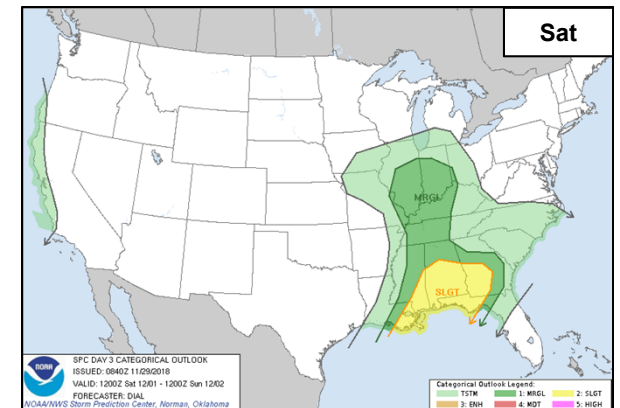 Sat
MRGL
SLGT
NOAA
SPC DAY 3 CATEGORICAL OUTLOOK
ISSUED: 0840Z 11/29/2018
VALID: 1200Z Sat 12/01 - 1200Z Sun 12/02
FORECASTER: DIAL
NOAA/NWS Storm Prediction Center, Norman, Oklahoma
Categorical Outlook Legend:
TSTM 1: MRGL 2: SLGT
3: ENH 4: MDT 5: HIGH